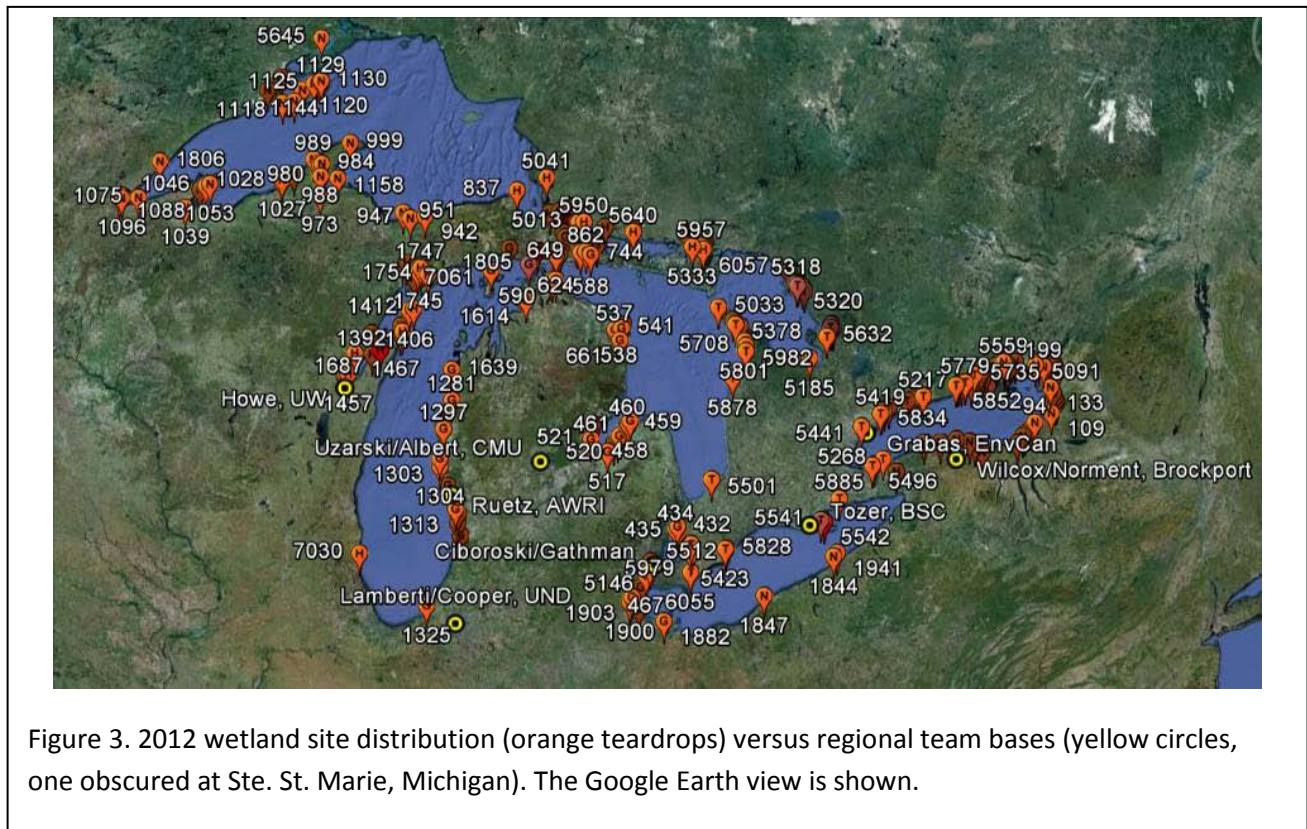 5645
1129
1125 1130
1118 1144 1120
989 999
1806 980 984
5041
1075 1046 1028 1158 837
1088 1053 1027 988
1096 1039 973
947 951 5013 5950 5640
942 862 5957
1747 1805 649 744
1754 7061 5333 6057 5318
1412 1745 590 624 588 5320
1614 537 541 5033
1392 1406 5708 5378 5632
661 538 5982
1687 1467 1639 5801 5185 5559 199
Howe, UW 1457 1281 5878 5217 5779 5735 5091
1297 460 5419 5852 133
461 459 5834 94
Uzarski/Albert, CMU 521 5441 109
520 458 Grabas, EnvCan
1303 517 5268 Wilcox/Norment, Brockport
1304 5501 5885 5496
Ruetz, AWRI
1313 434 432 5541 Tozer, BSC
435
7030 Ciboroski/Gathman 5512 5828 5542
5979 1941
5146 5423 1844
Lamberti/Cooper, UND 467 6055
1903 1847
1325 1900 1882
N
H
T
G
Figure 3. 2012 wetland site distribution (orange teardrops) versus regional team bases (yellow circles,
one obscured at Ste. St. Marie, Michigan). The Google Earth view is shown.